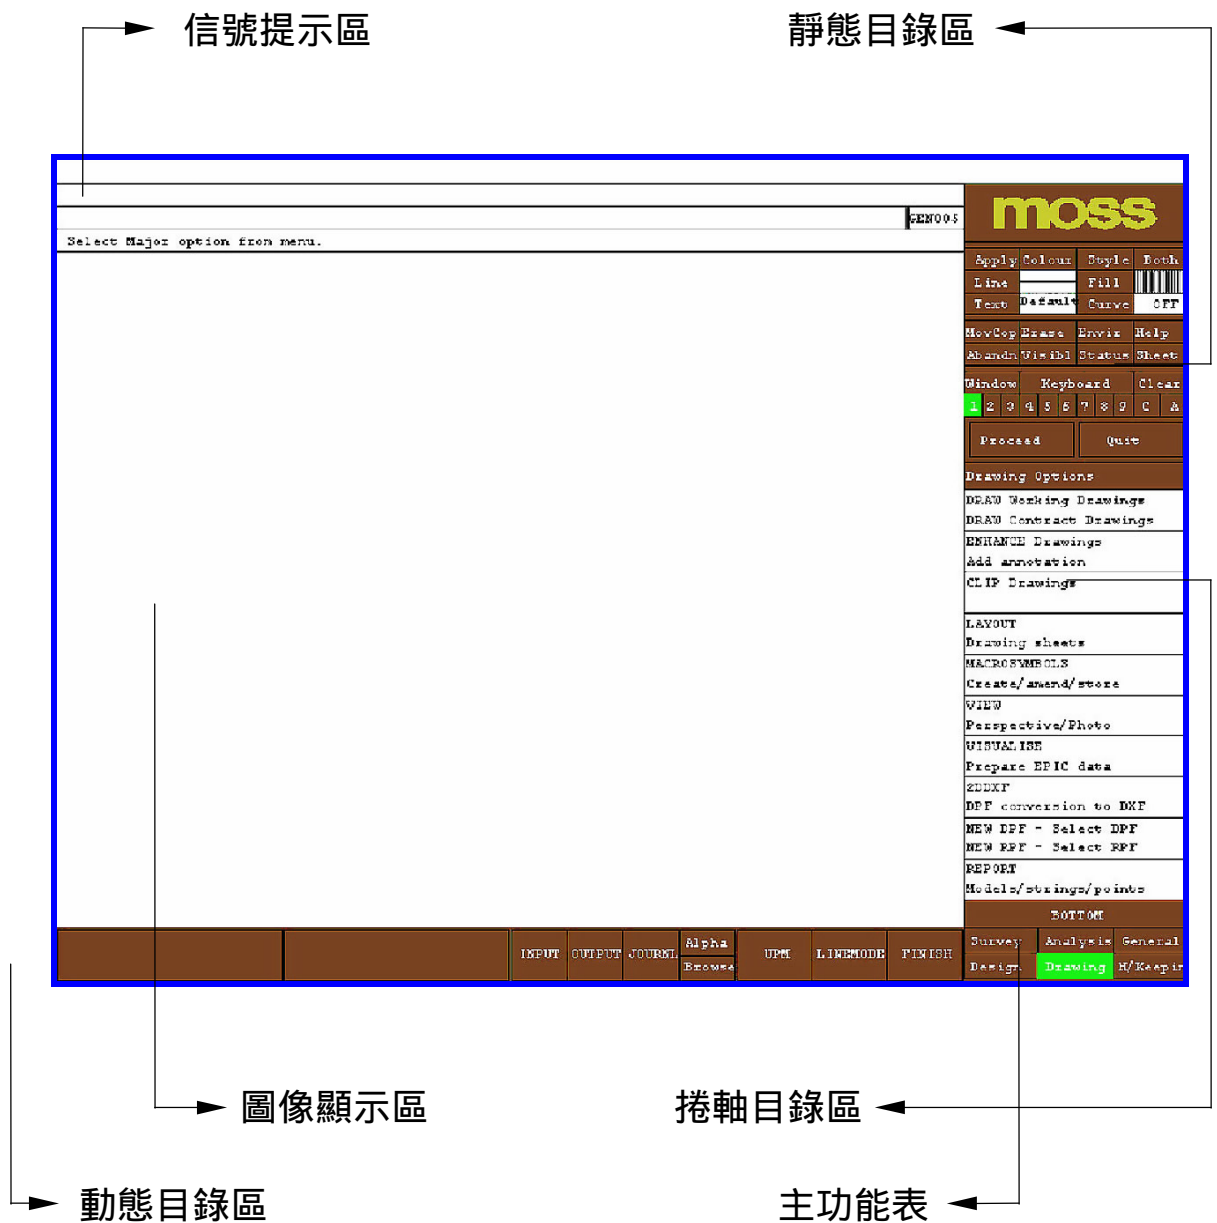 信號提示區
靜態目錄區
moss
GEN005
Select Major option from menu.
Apply Colour Style Both
Line Fill
Text Default Curve OFF
MovCop Erase Envir Help
Abandn Visibl Status Sheet
Window Keyboard Clear
1 2 3 4 5 6 7 8 9 C A
Proceed Quit
Drawing Options
DRAW Working Drawings
DRAW Contract Drawings
ENHANCE Drawings
Add annotation
CLIP Drawings
LAYOUT
Drawing sheets
MACROSYMBOLS
Create/amend/store
VIEW
Perspective/Photo
VISUALISE
Prepare EPIC data
2DDXF
DPF conversion to DXF
NEW DPF - Select DPF
NEW RPF - Select RPF
REPORT
Models/strings/points
BOTTOM
INPUT OUTPUT JOURNL Alpha Browse UPM LINEMODE FINISH
Survey Analysis General
Design Drawing H/Keepin
圖像顯示區
捲軸目錄區
動態目錄區
主功能表